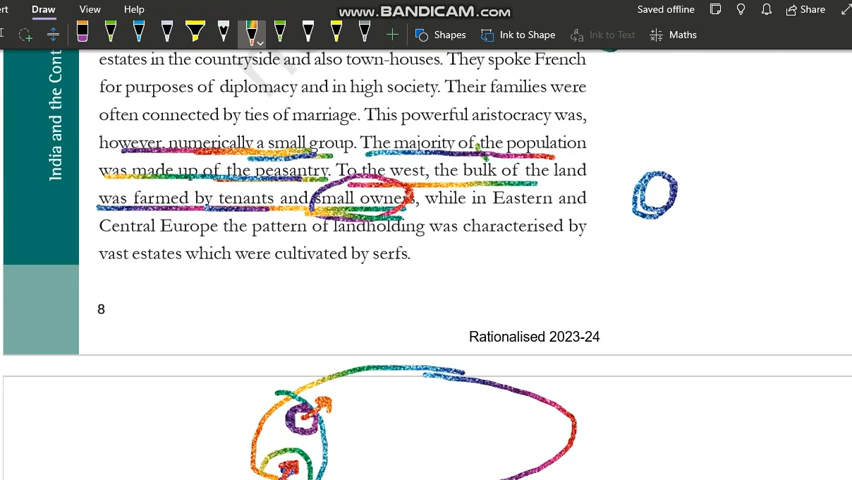 WWW.BANDICAM.COM
Draw View Help Saved offline Share
Shapes Ink to Shape Ink to Text Maths
India and the Cont
estates in the countryside and also town-houses. They spoke French
for purposes of diplomacy and in high society. Their families were
often connected by ties of marriage. This powerful aristocracy was,
however, numerically a small group. The majority of the population
was made up of the peasantry. To the west, the bulk of the land
was farmed by tenants and small owners, while in Eastern and
Central Europe the pattern of landholding was characterised by
vast estates which were cultivated by serfs.
8
Rationalised 2023-24